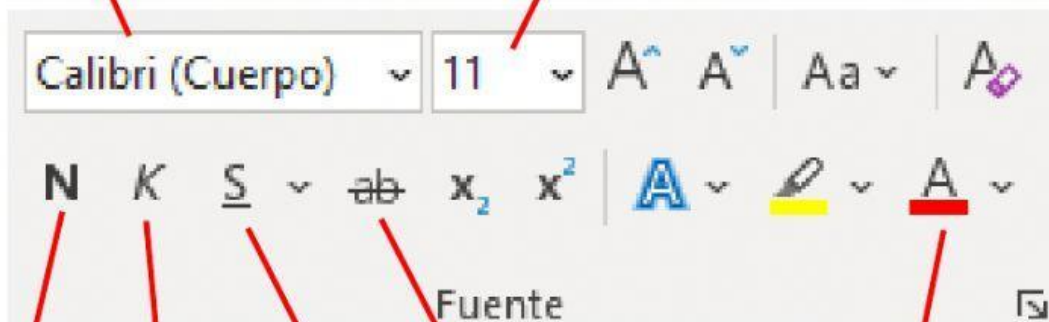 Calibri (Cuerpo) 11 A A Aa A
N K S ab x₂ x² A A
Fuente